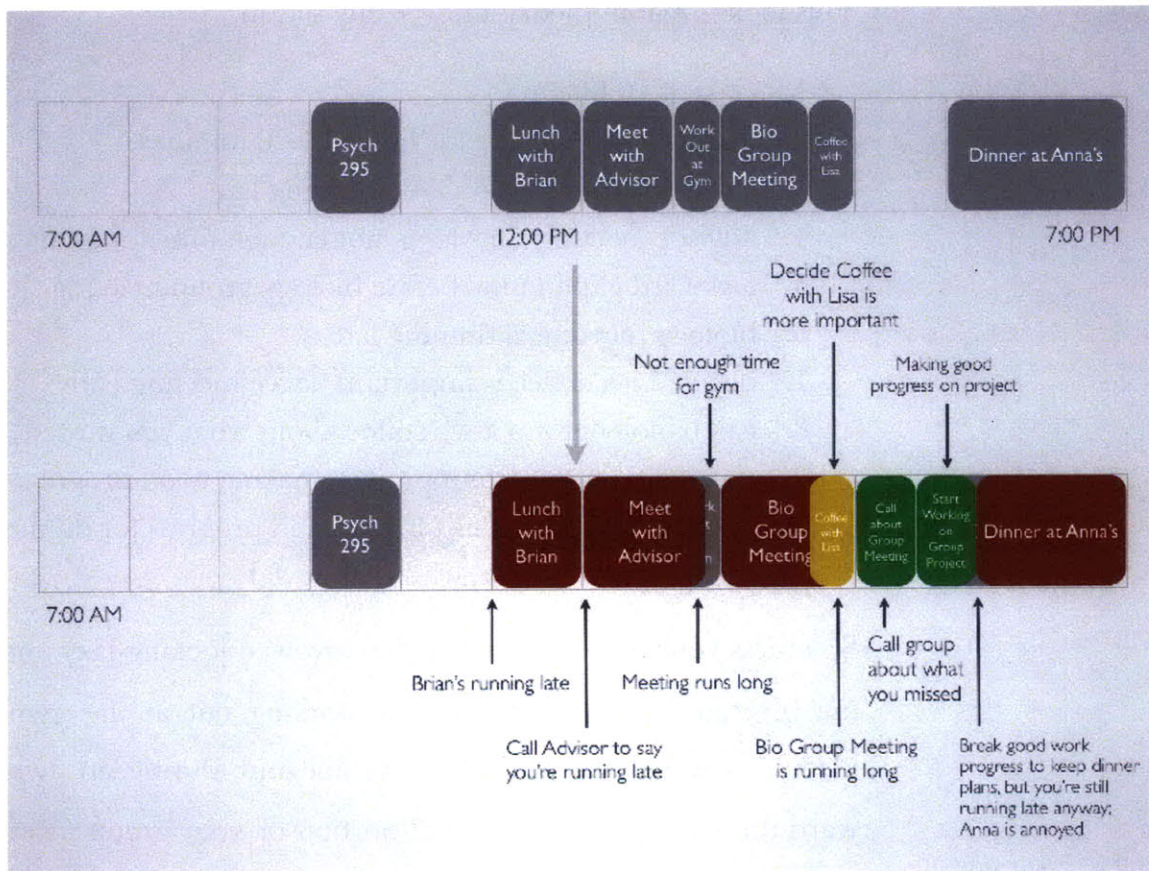 Psych
295
Lunch
with
Brian
Meet
with
Advisor
Work
Out
at
Gym
Bio
Group
Meeting
Coffee
with
Lisa
Dinner at Anna's
7:00 AM
12:00 PM
7:00 PM
Decide Coffee
with Lisa is
more important
Not enough time
for gym
Making good
progress on project
Psych
295
Lunch
with
Brian
Meet
with
Advisor
Bio
Group
Meeting
Coffee
with
Lisa
Call
about
Group
Meeting
Start
Working
on
Group
Project
Dinner at Anna's
7:00 AM
Brian's running late
Meeting runs long
Call group
about what
you missed
Call Advisor to say
you're running late
Bio Group Meeting
is running long
Break good work
progress to keep dinner
plans, but you're still
running late anyway;
Anna is annoyed